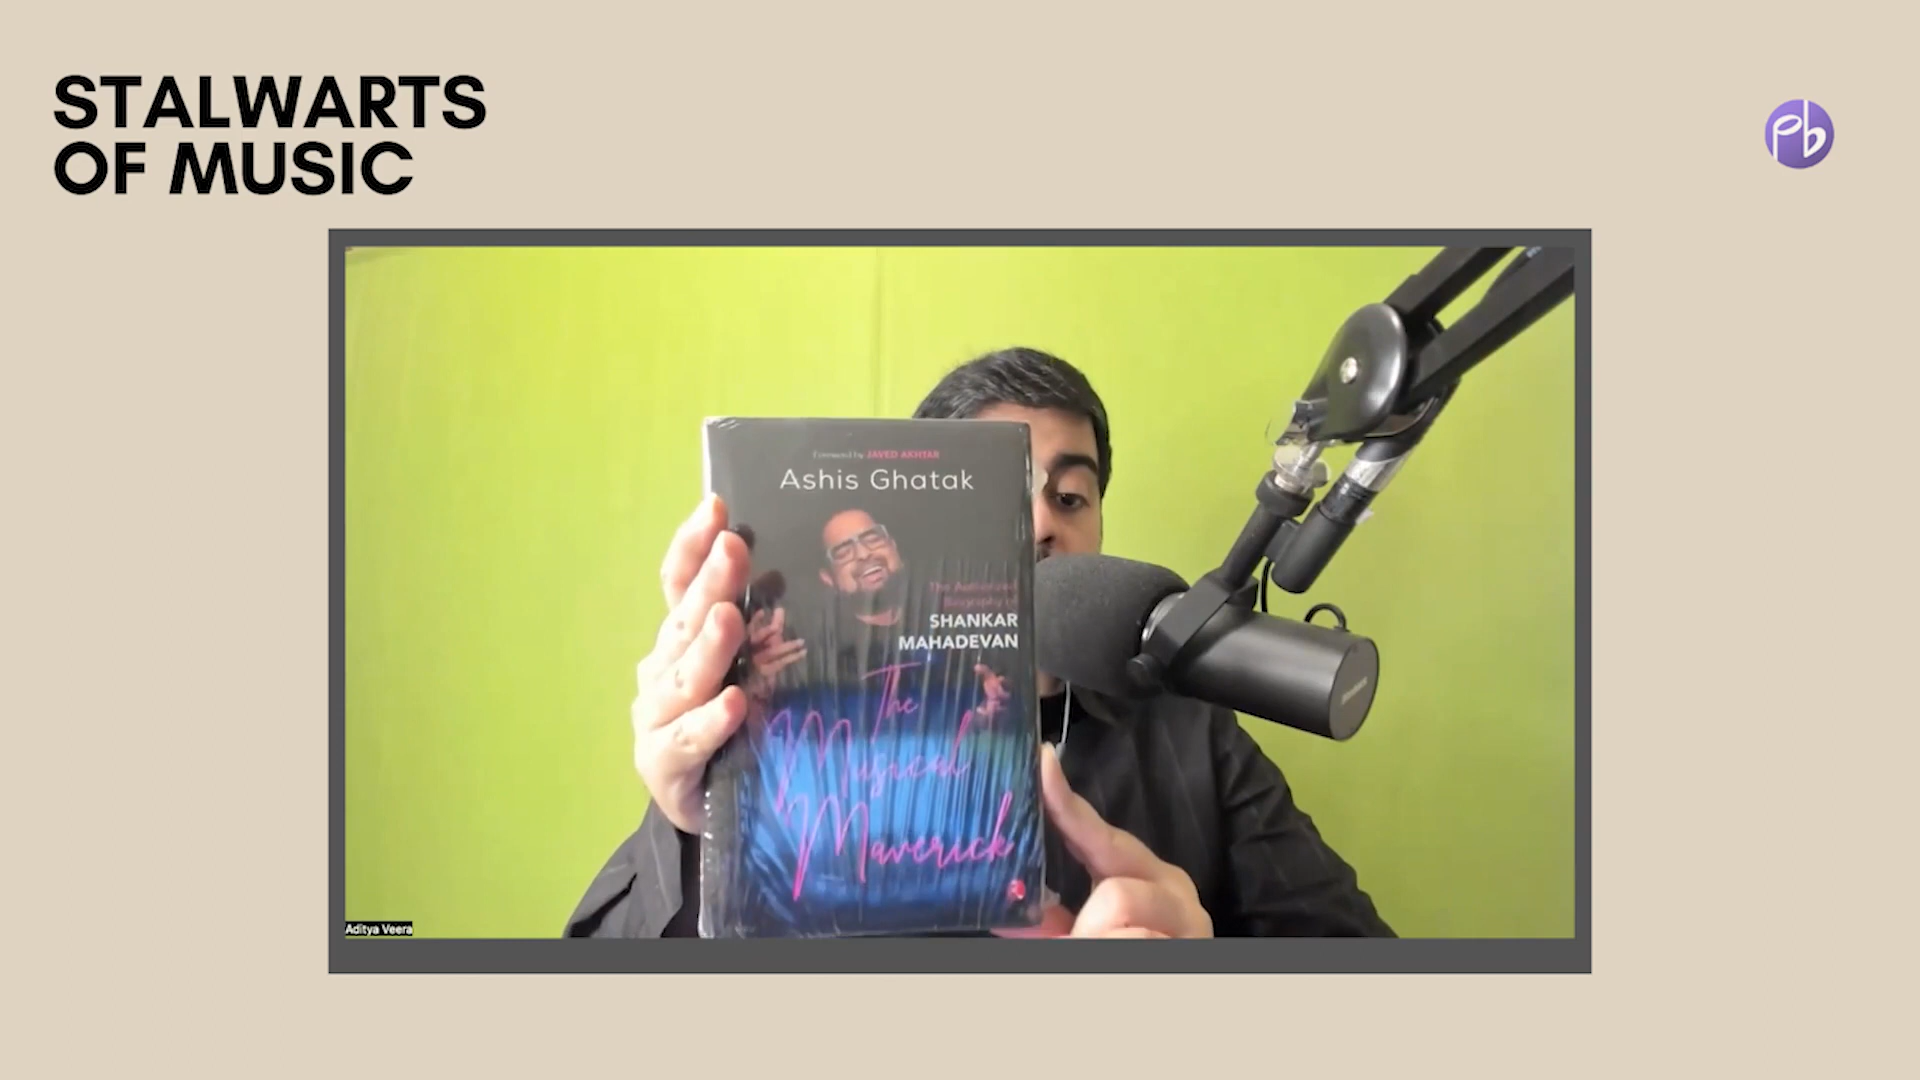 STALWARTS
OF MUSIC
pb
Foreword by JAVED AKHTAR
Ashis Ghatak
The Authorized
Biography of
SHANKAR
MAHADEVAN
The
Musical
Maverick
Aditya Veera